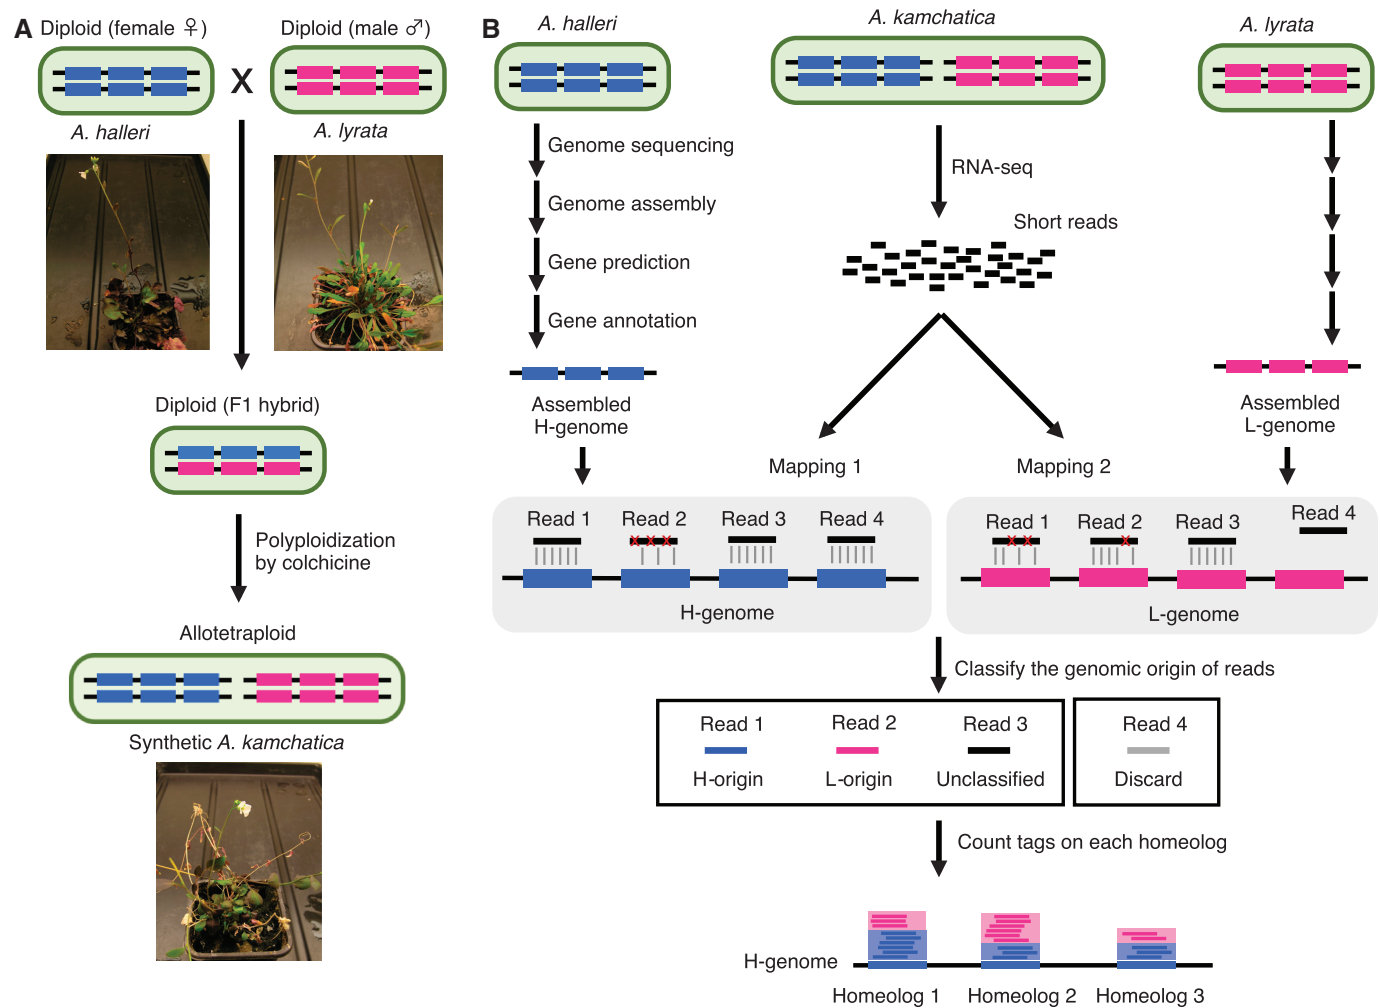 A
Diploid (female ♀)
Diploid (male ♂)
X
A. halleri
A. lyrata
Diploid (F1 hybrid)
Polyploidization
by colchicine
Allotetraploid
Synthetic A. kamchatica
B
A. halleri
A. kamchatica
A. lyrata
Genome sequencing
Genome assembly
Gene prediction
Gene annotation
RNA-seq
Short reads
Assembled
H-genome
Assembled
L-genome
Mapping 1
Mapping 2
Read 1
Read 2
Read 3
Read 4
H-genome
Read 1
Read 2
Read 3
Read 4
L-genome
Classify the genomic origin of reads
Read 1
Read 2
Read 3
Read 4
H-origin
L-origin
Unclassified
Discard
Count tags on each homeolog
H-genome
Homeolog 1
Homeolog 2
Homeolog 3